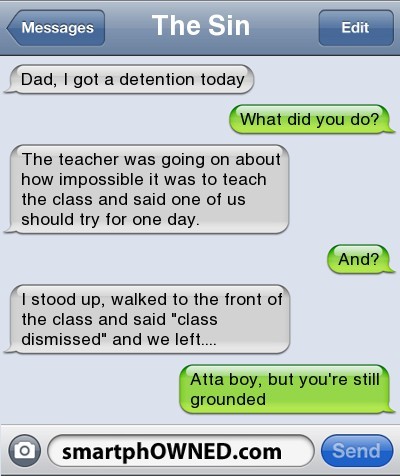 Messages
The Sin
Edit
Dad, I got a detention today
What did you do?
The teacher was going on about
how impossible it was to teach
the class and said one of us
should try for one day.
And?
I stood up, walked to the front of
the class and said "class
dismissed" and we left....
Atta boy, but you're still
grounded
smartphOWNED.com
Send